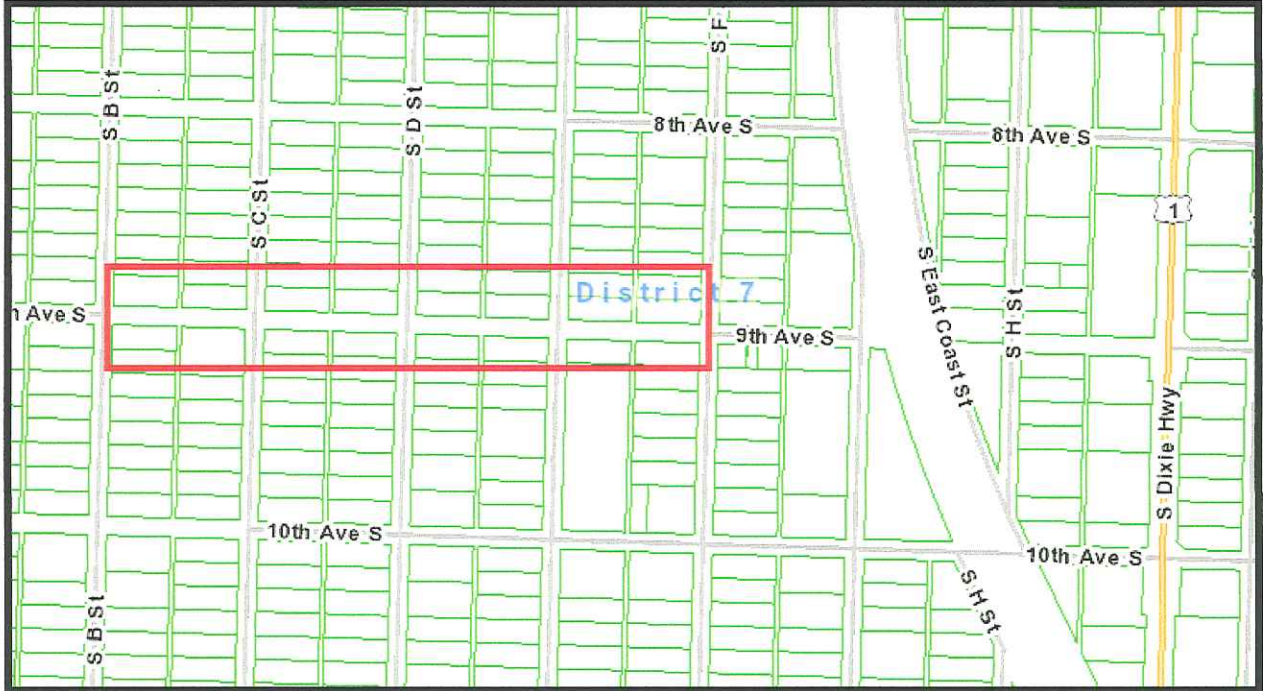 S F
S B St
S D St
8th Ave S
8th Ave S
S C St
1
District 7
h Ave S
9th Ave S
S East Coast St
S H St
S Dixie Hwy
10th Ave S
10th Ave S
S B St
S H St